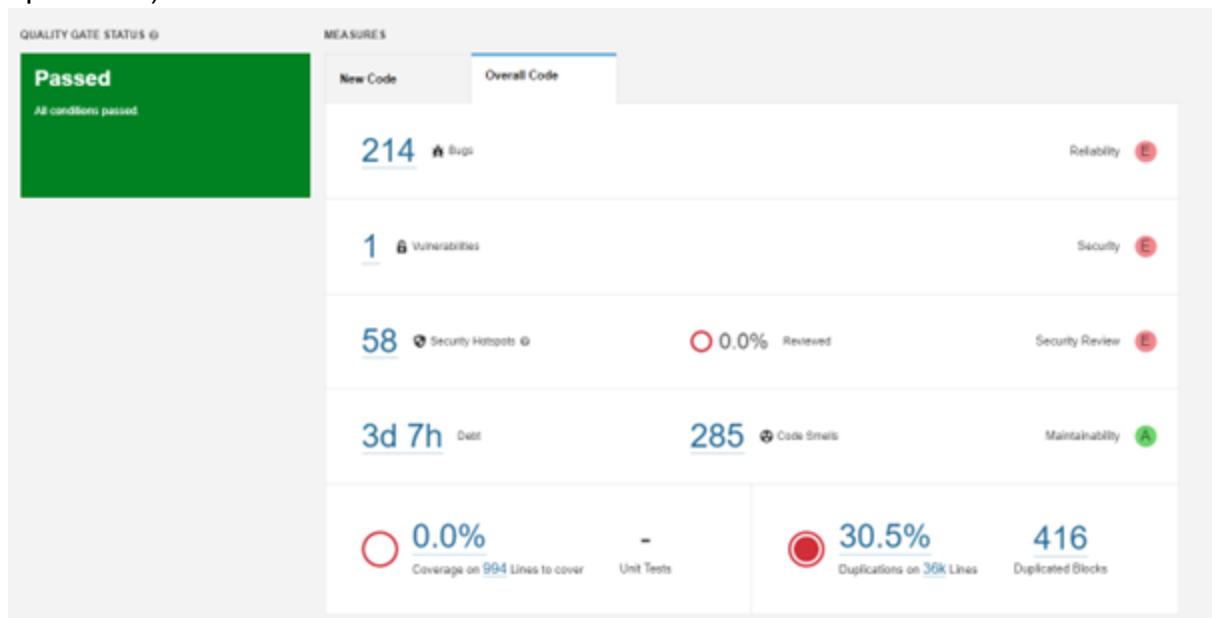 QUALITY GATE STATUS
MEASURES
Passed
All conditions passed.
New Code
Overall Code
214 Bugs
Reliability E
1 Vulnerabilities
Security E
58 Security Hotspots
0.0% Reviewed
Security Review E
3d 7h Debt
285 Code Smells
Maintainability A
0.0%
Coverage on 994 Lines to cover
-
Unit Tests
30.5%
Duplications on 36k Lines
416
Duplicated Blocks